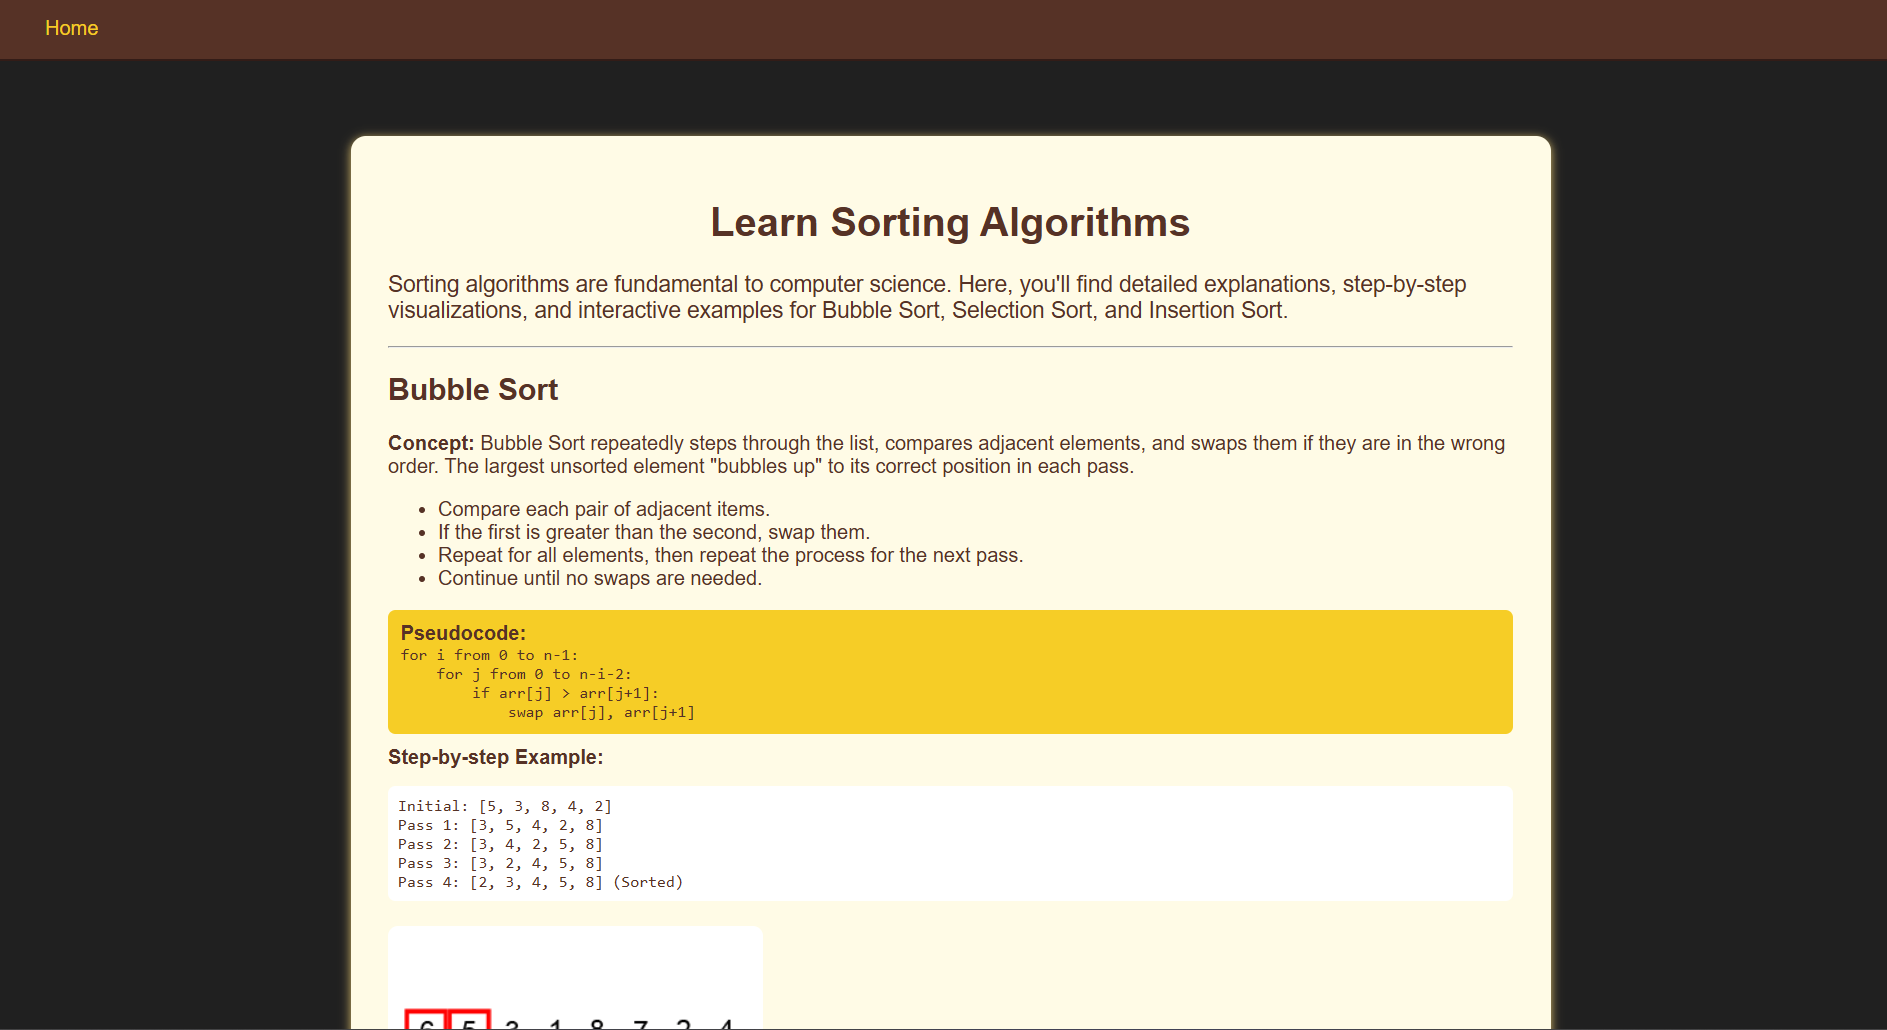 Home
Learn Sorting Algorithms
Sorting algorithms are fundamental to computer science. Here, you'll find detailed explanations, step-by-step
visualizations, and interactive examples for Bubble Sort, Selection Sort, and Insertion Sort.
Bubble Sort
Concept: Bubble Sort repeatedly steps through the list, compares adjacent elements, and swaps them if they are in the wrong
order. The largest unsorted element "bubbles up" to its correct position in each pass.
• Compare each pair of adjacent items.
• If the first is greater than the second, swap them.
• Repeat for all elements, then repeat the process for the next pass.
• Continue until no swaps are needed.
Pseudocode:
for i from 0 to n-1:
    for j from 0 to n-i-2:
        if arr[j] > arr[j+1]:
            swap arr[j], arr[j+1]
Step-by-step Example:
Initial: [5, 3, 8, 4, 2]
Pass 1: [3, 5, 4, 2, 8]
Pass 2: [3, 4, 2, 5, 8]
Pass 3: [3, 2, 4, 5, 8]
Pass 4: [2, 3, 4, 5, 8] (Sorted)
6 5 3 1 8 7 2 4